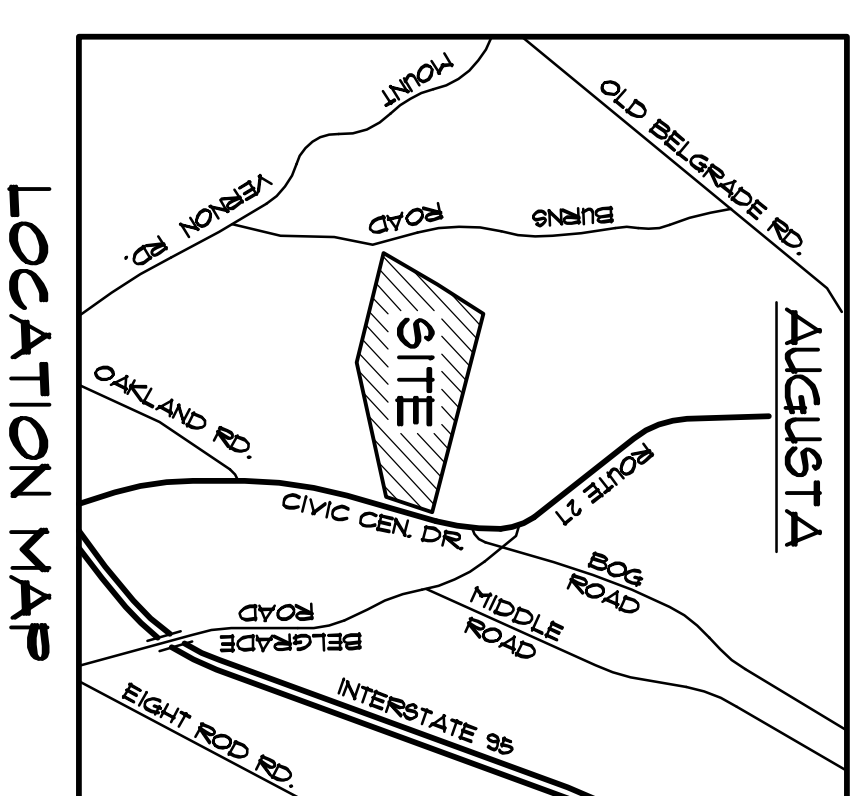 AUGUSTA
OLD BELGRADE RD.
MOUNT
VERNON RD.
BURNS
ROAD
SITE
OAKLAND RD.
CIVIC CEN. DR.
ROUTE 27
BOG
ROAD
MIDDLE
ROAD
BELGRADE
ROAD
INTERSTATE 95
EIGHT ROD RD.
LOCATION MAP